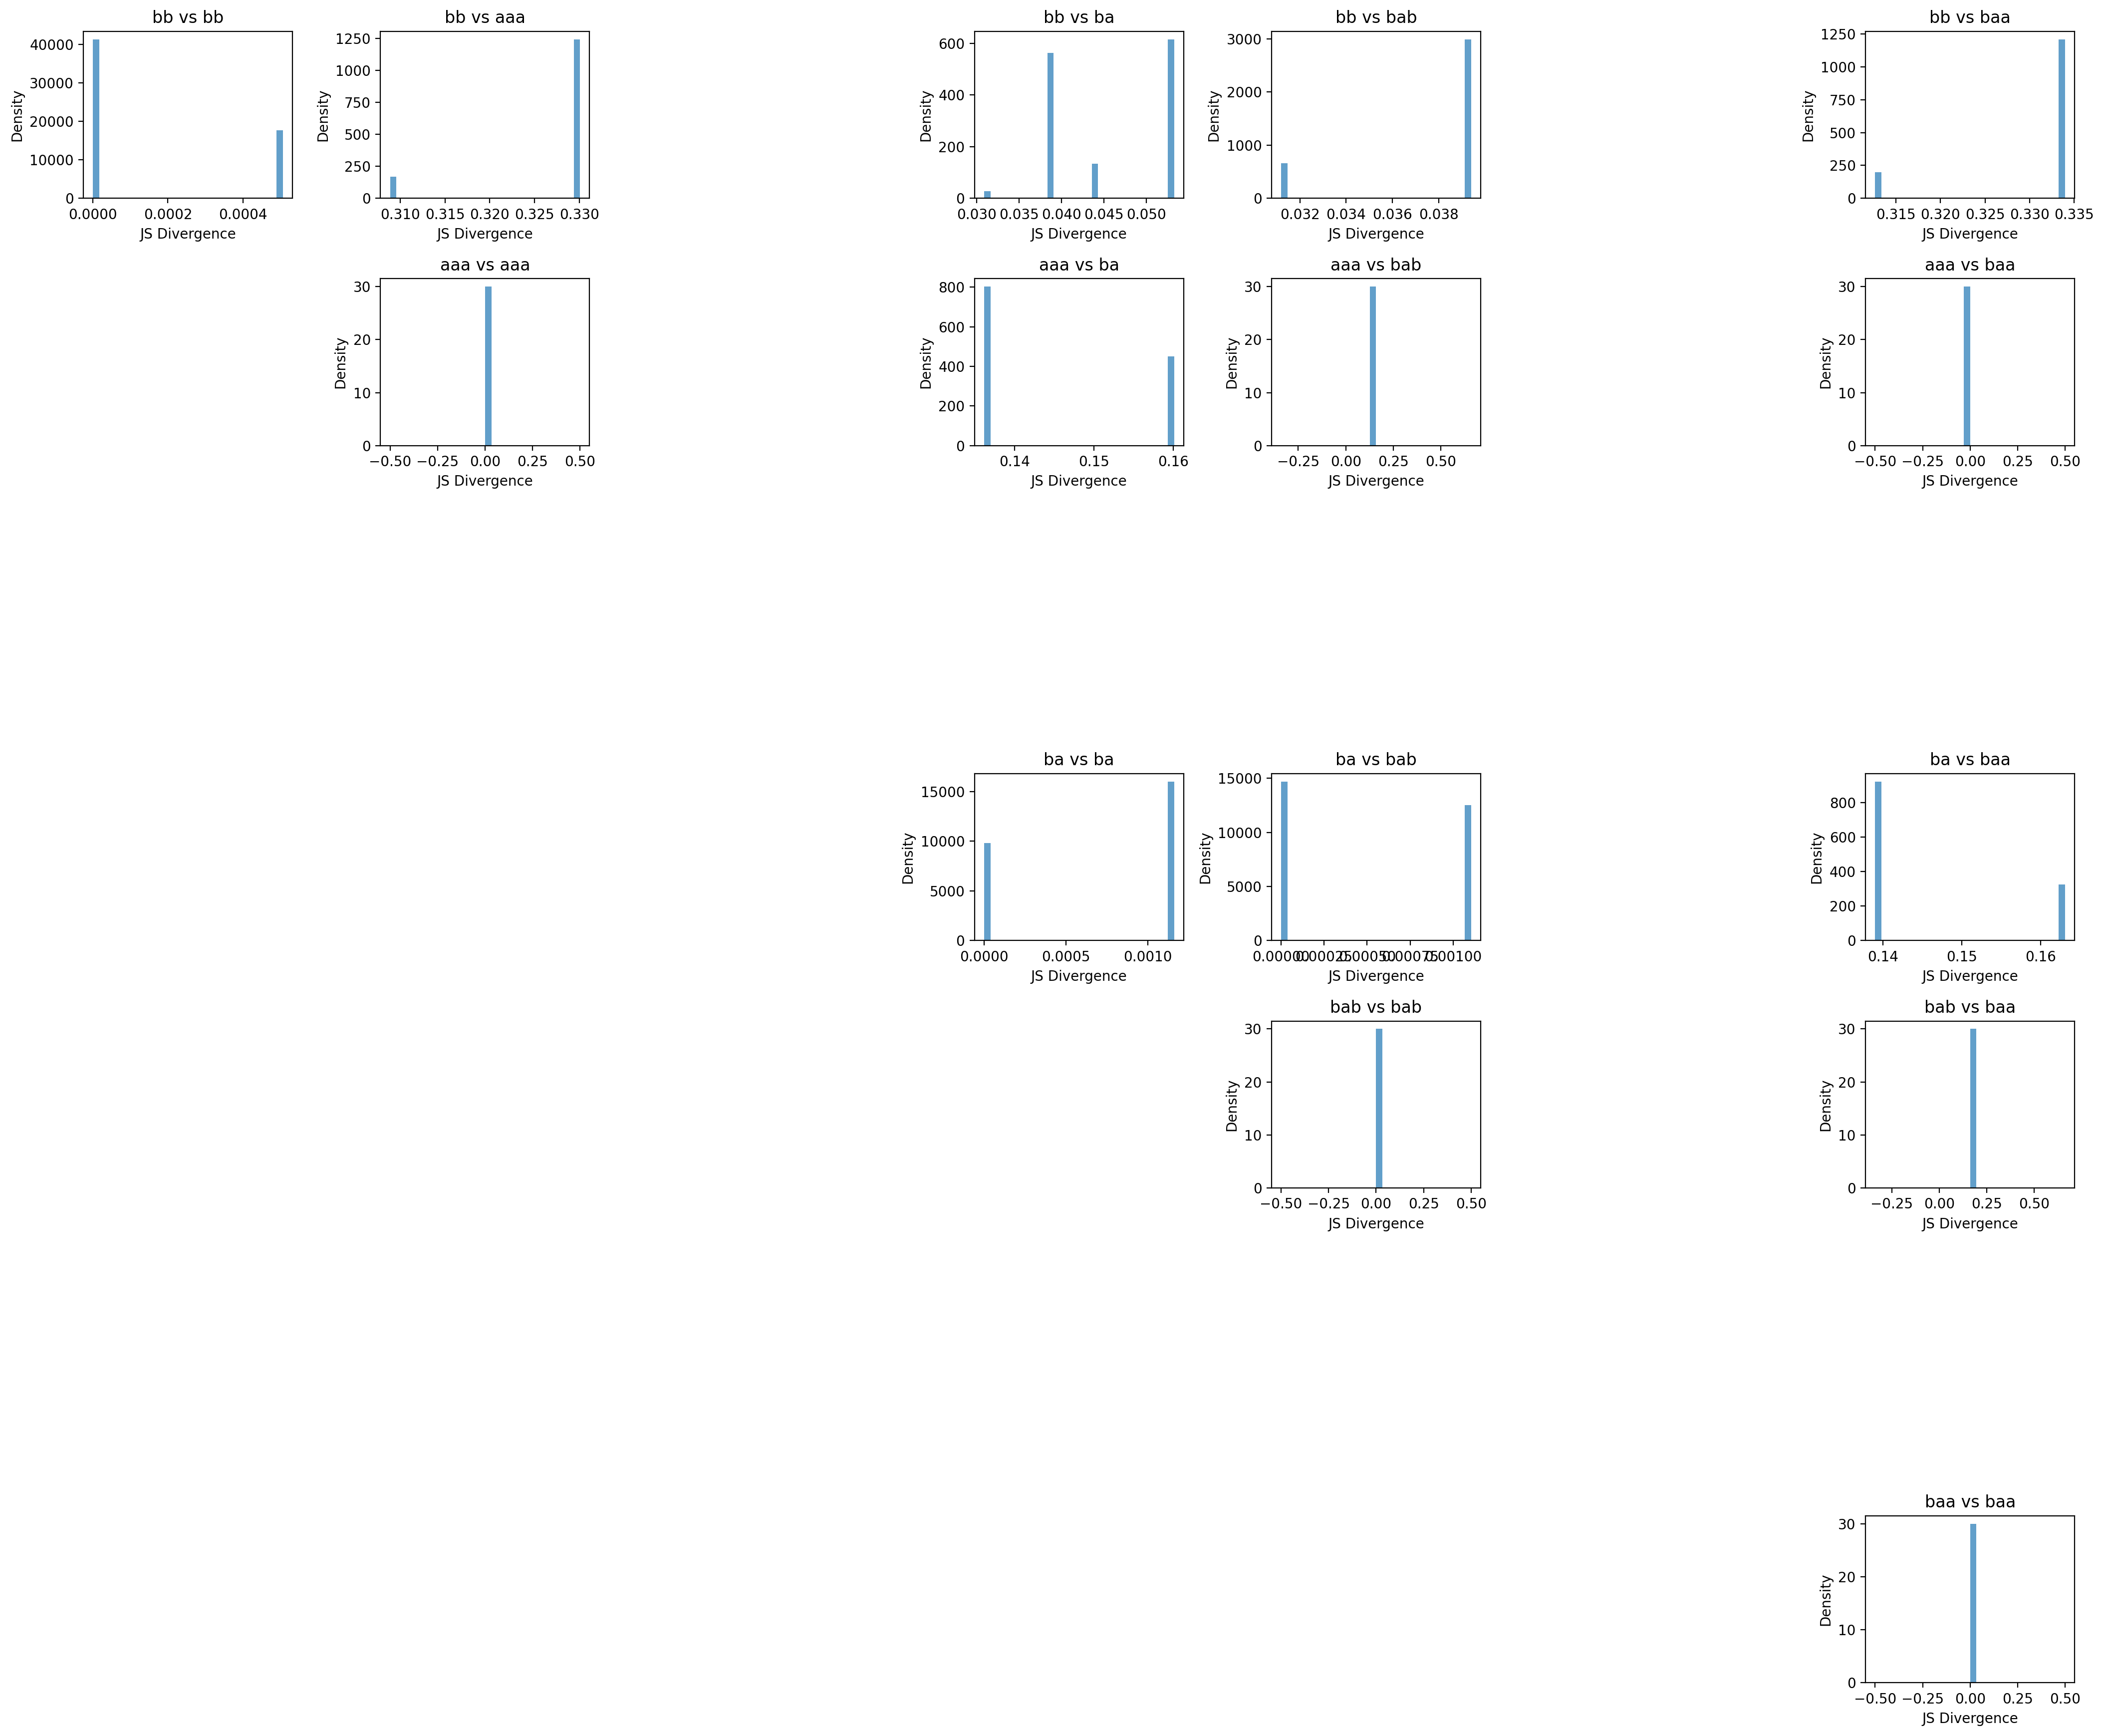 bb vs bb
40000
30000
20000
10000
0
Density
0.0000 0.0002 0.0004
JS Divergence
bb vs aaa
1250
1000
750
500
250
0
Density
0.310 0.315 0.320 0.325 0.330
JS Divergence
bb vs ba
600
400
200
0
Density
0.030 0.035 0.040 0.045 0.050
JS Divergence
bb vs bab
3000
2000
1000
0
Density
0.032 0.034 0.036 0.038
JS Divergence
bb vs baa
1250
1000
750
500
250
0
Density
0.315 0.320 0.325 0.330 0.335
JS Divergence
aaa vs aaa
30
20
10
0
Density
−0.50 −0.25 0.00 0.25 0.50
JS Divergence
aaa vs ba
800
600
400
200
0
Density
0.14 0.15 0.16
JS Divergence
aaa vs bab
30
20
10
0
Density
−0.25 0.00 0.25 0.50
JS Divergence
aaa vs baa
30
20
10
0
Density
−0.50 −0.25 0.00 0.25 0.50
JS Divergence
ba vs ba
15000
10000
5000
0
Density
0.0000 0.0005 0.0010
JS Divergence
ba vs bab
15000
10000
5000
0
Density
0.00000 0.00025 0.00050 0.00075 0.00100
JS Divergence
ba vs baa
800
600
400
200
0
Density
0.14 0.15 0.16
JS Divergence
bab vs bab
30
20
10
0
Density
−0.50 −0.25 0.00 0.25 0.50
JS Divergence
bab vs baa
30
20
10
0
Density
−0.25 0.00 0.25 0.50
JS Divergence
baa vs baa
30
20
10
0
Density
−0.50 −0.25 0.00 0.25 0.50
JS Divergence